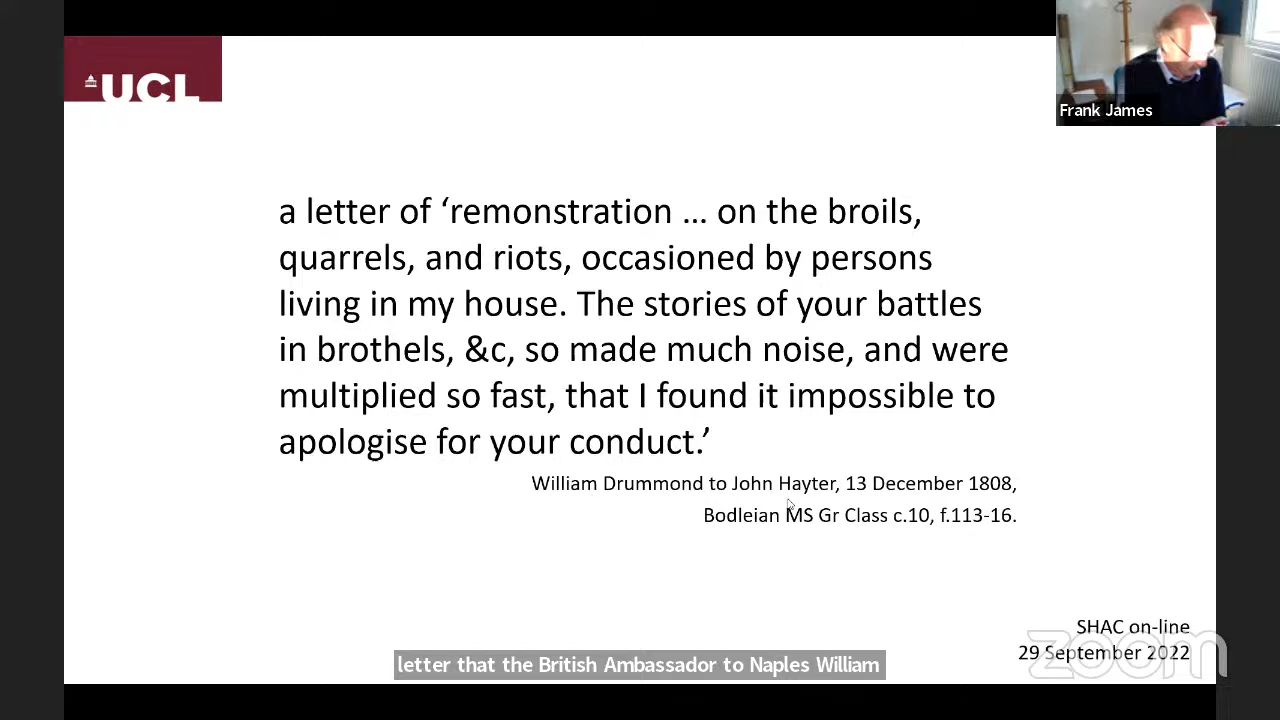 UCL
Frank James
a letter of ‘remonstration … on the broils,
quarrels, and riots, occasioned by persons
living in my house. The stories of your battles
in brothels, &c, so made much noise, and were
multiplied so fast, that I found it impossible to
apologise for your conduct.’
William Drummond to John Hayter, 13 December 1808,
Bodleian MS Gr Class c.10, f.113-16.
SHAC on-line
29 September 2022
zoom
letter that the British Ambassador to Naples William